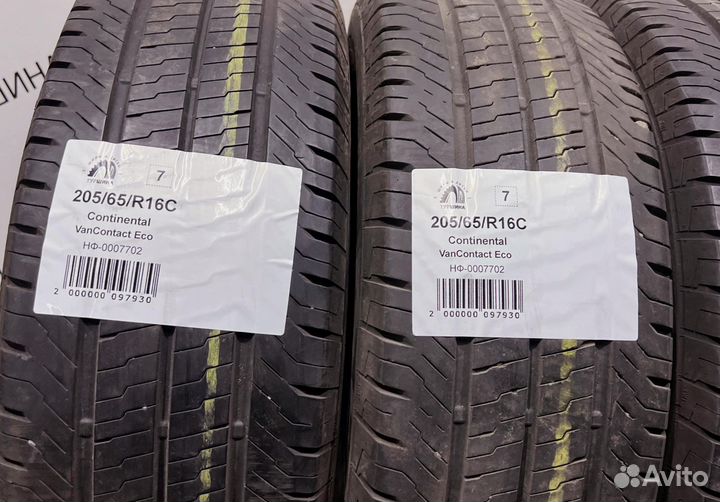 7
205/65/R16C
Continental
VanContact Eco
НФ-0007702
2 000000 097930
7
205/65/R16C
Continental
VanContact Eco
НФ-0007702
2 000000 097930
Avito